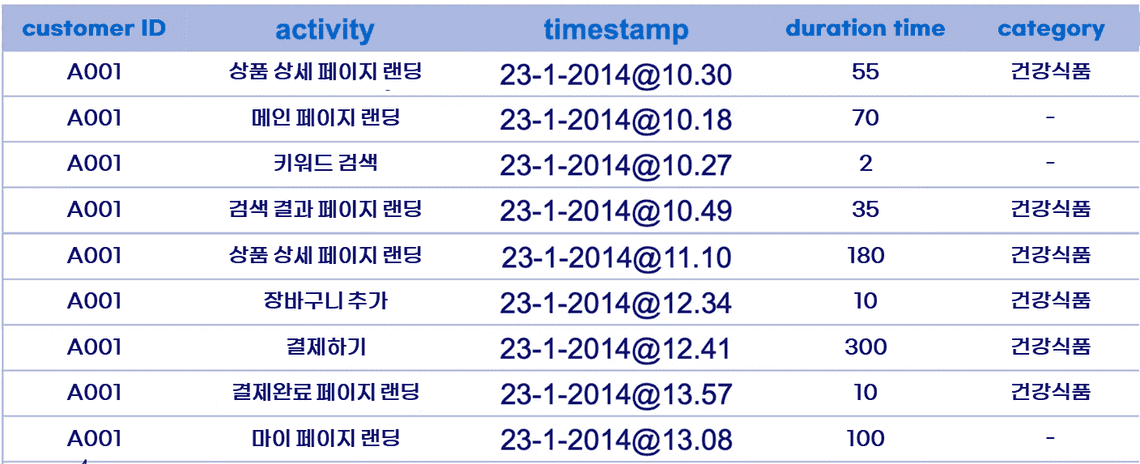 customer ID activity timestamp duration time category
A001 상품 상세 페이지 랜딩 23-1-2014@10.30 55 건강식품
A001 메인 페이지 랜딩 23-1-2014@10.18 70 -
A001 키워드 검색 23-1-2014@10.27 2 -
A001 검색 결과 페이지 랜딩 23-1-2014@10.49 35 건강식품
A001 상품 상세 페이지 랜딩 23-1-2014@11.10 180 건강식품
A001 장바구니 추가 23-1-2014@12.34 10 건강식품
A001 결제하기 23-1-2014@12.41 300 건강식품
A001 결제완료 페이지 랜딩 23-1-2014@13.57 10 건강식품
A001 마이 페이지 랜딩 23-1-2014@13.08 100 -